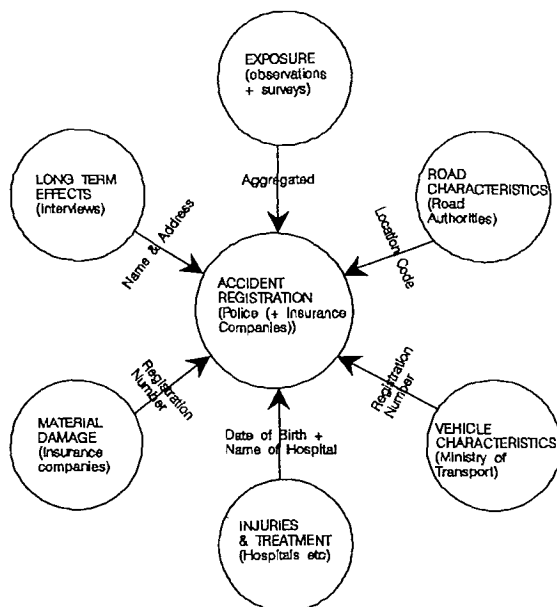 EXPOSURE
(observations
+ surveys)
Aggregated
LONG TERM
EFFECTS
(Interviews)
Name & Address
ROAD
CHARACTERISTICS
(Road
Authorities)
Location Code
ACCIDENT
REGISTRATION
(Police (+ Insurance
Companies))
Registration
Number
MATERIAL
DAMAGE
(Insurance
companies)
Registration
Number
VEHICLE
CHARACTERISTICS
(Ministry of
Transport)
Date of Birth +
Name of Hospital
INJURIES
& TREATMENT
(Hospitals etc)